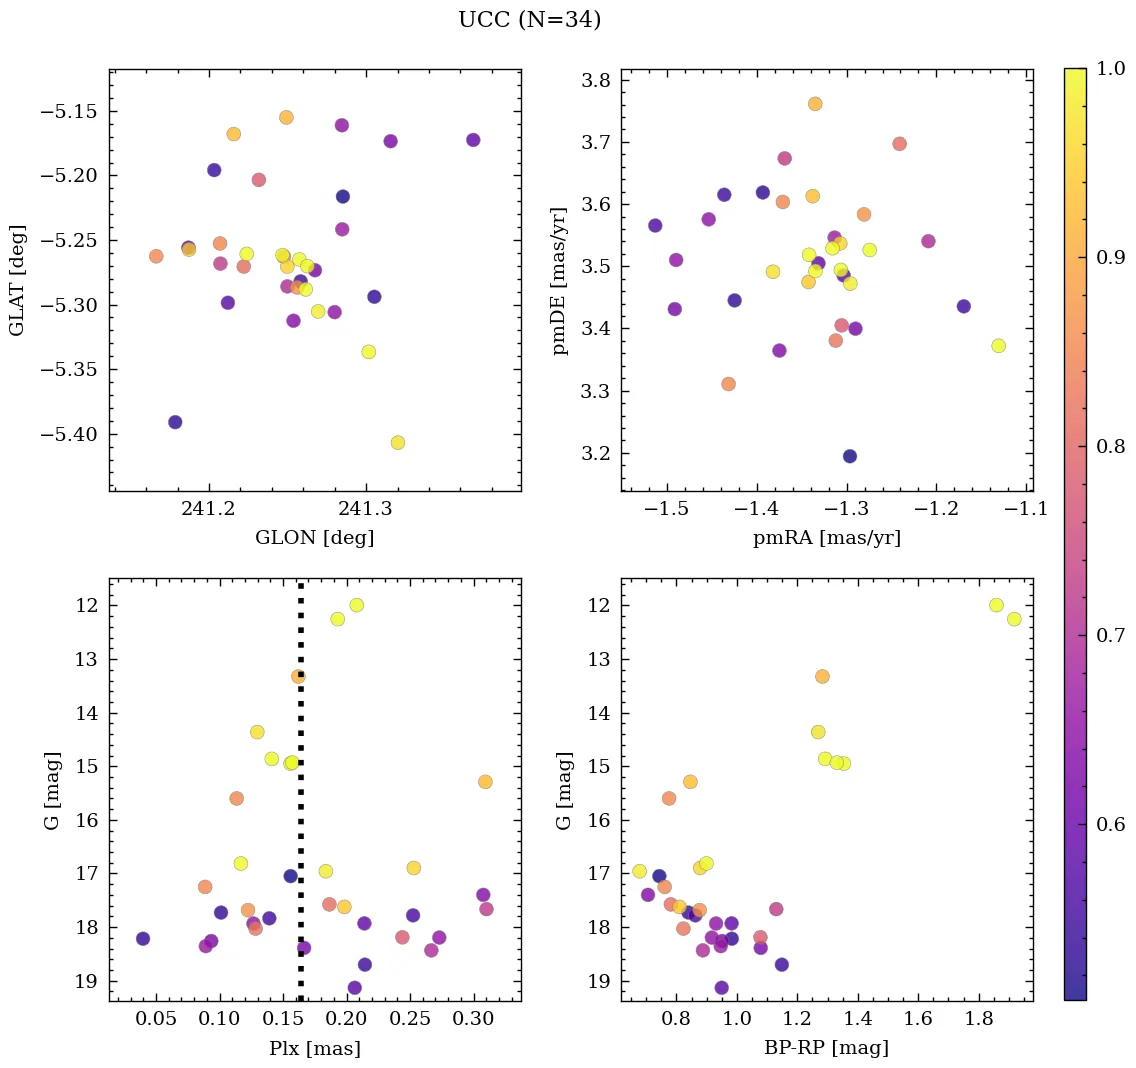 UCC (N=34)
−5.15
−5.20
−5.25
−5.30
−5.35
−5.40
GLAT [deg]
241.2 241.3
GLON [deg]
3.8
3.7
3.6
3.5
3.4
3.3
3.2
pmDE [mas/yr]
−1.5 −1.4 −1.3 −1.2 −1.1
pmRA [mas/yr]
12
13
14
15
16
17
18
19
G [mag]
0.05 0.10 0.15 0.20 0.25 0.30
Plx [mas]
12
13
14
15
16
17
18
19
G [mag]
0.8 1.0 1.2 1.4 1.6 1.8
BP-RP [mag]
1.0
0.9
0.8
0.7
0.6